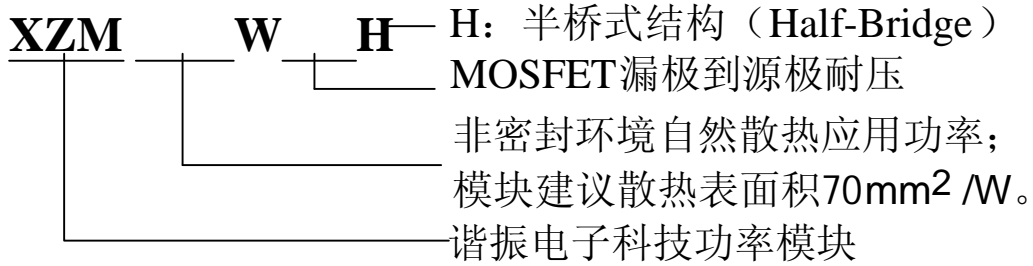 XZM W H H：半桥式结构（Half-Bridge）
MOSFET漏极到源极耐压
非密封环境自然散热应用功率；
模块建议散热表面积70mm2 /W。
谐振电子科技功率模块